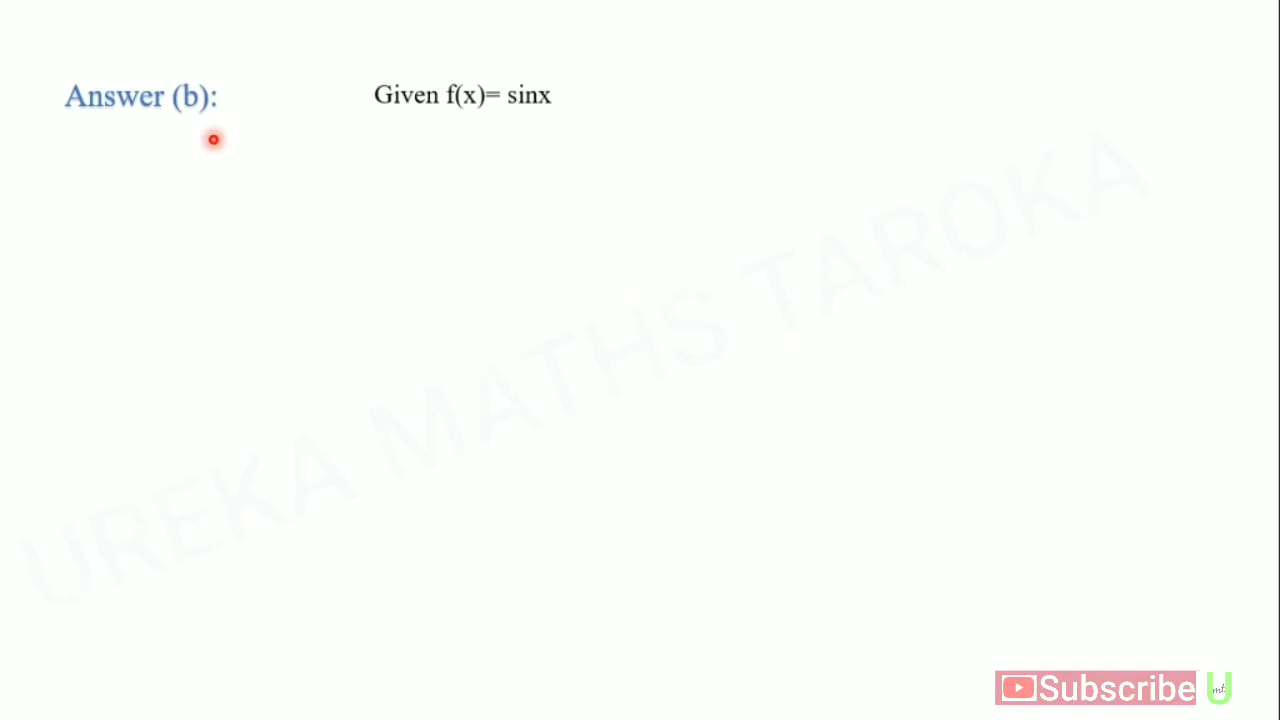 Answer (b): Given f(x)= sinx
UREKA MATHS TAROKA
Subscribe U